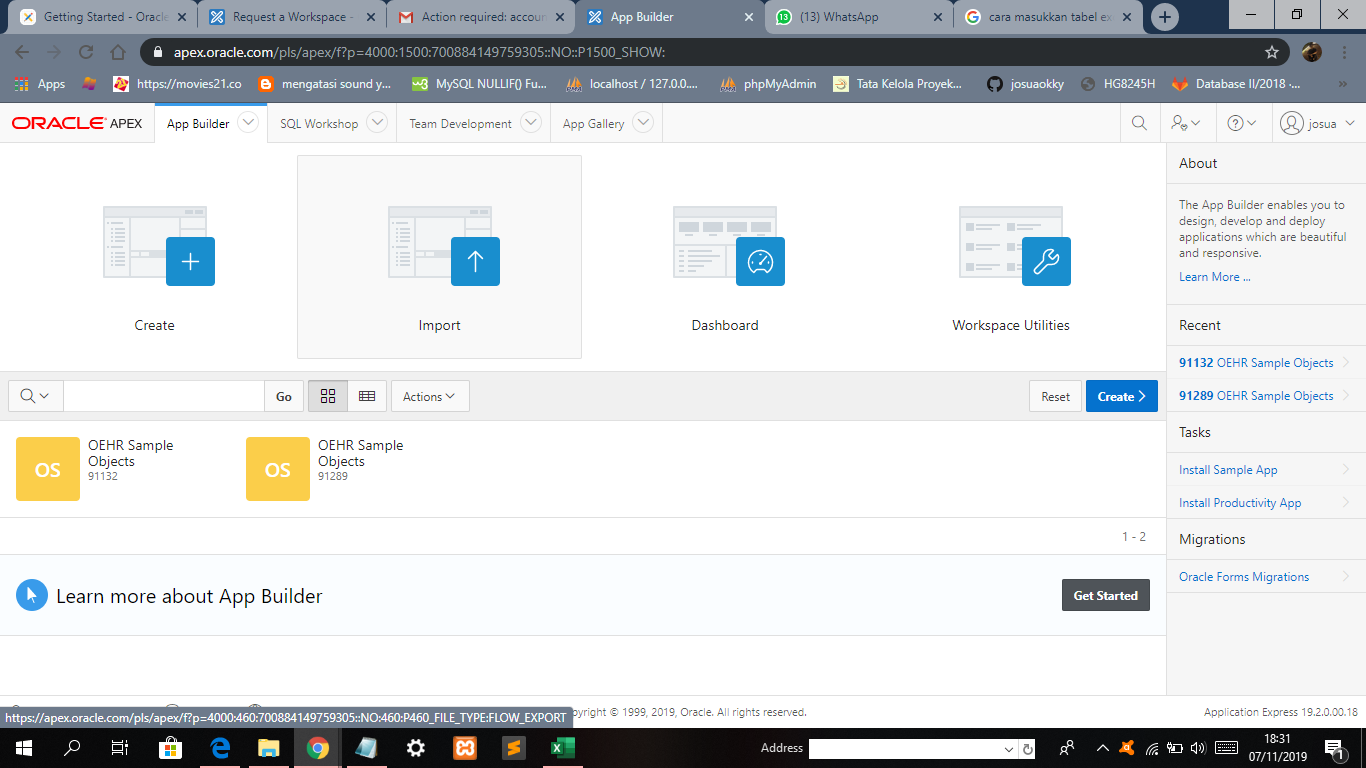 Getting Started - Oracle
Request a Workspace -
Action required: accoun
App Builder
(13) WhatsApp
cara masukkan tabel ex
apex.oracle.com/pls/apex/f?p=4000:1500:700884149759305::NO::P1500_SHOW:
Apps
https://movies21.co
mengatasi sound y...
MySQL NULLIF() Fu...
localhost / 127.0.0....
phpMyAdmin
Tata Kelola Proyek...
josuaokky
HG8245H
Database II/2018 -...
»
ORACLE APEX
App Builder
SQL Workshop
Team Development
App Gallery
josua
Create
Import
Dashboard
Workspace Utilities
About
The App Builder enables you to
design, develop and deploy
applications which are beautiful
and responsive.
Learn More ...
Recent
91132 OEHR Sample Objects
91289 OEHR Sample Objects
Tasks
Install Sample App
Install Productivity App
Migrations
Oracle Forms Migrations
Go
Actions
Reset
Create
OS
OEHR Sample
Objects
91132
OS
OEHR Sample
Objects
91289
1 - 2
Learn more about App Builder
Get Started
https://apex.oracle.com/pls/apex/f?p=4000:460:700884149759305::NO:460:P460_FILE_TYPE:FLOW_EXPORT
© 1999, 2019, Oracle. All rights reserved.
Application Express 19.2.0.00.18
Address
18:31
07/11/2019
1